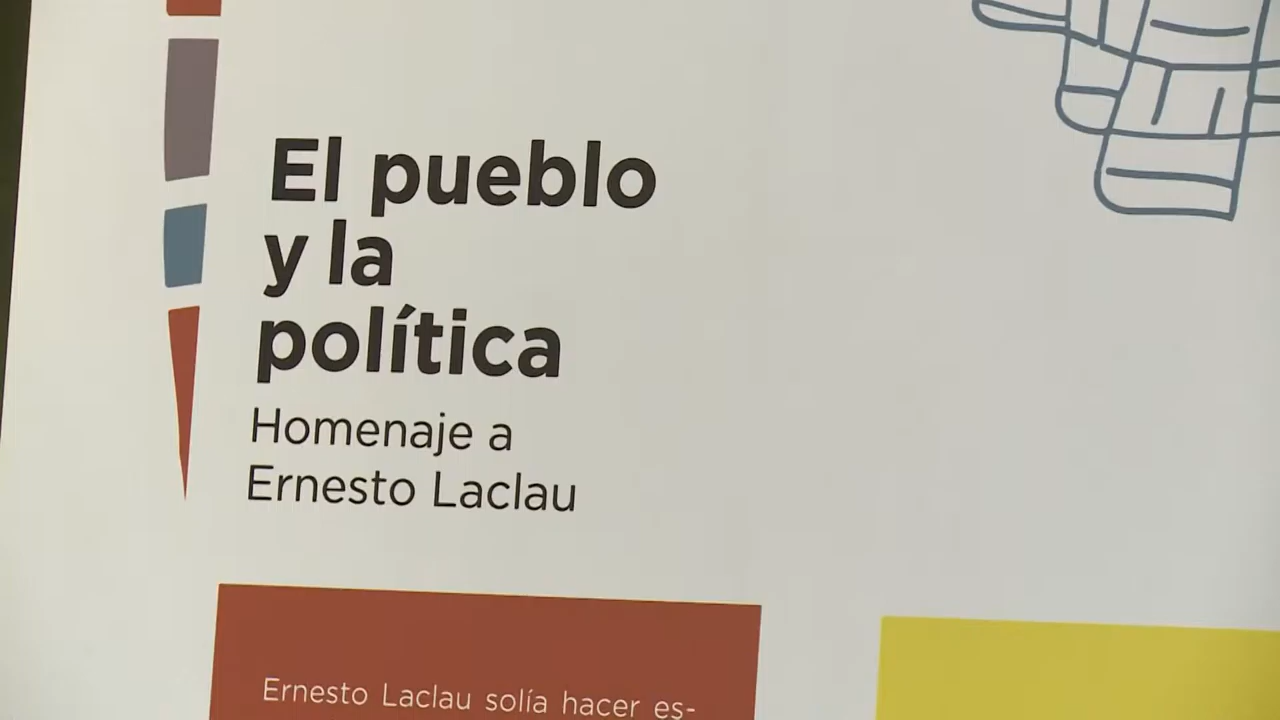 El pueblo
y la
política
Homenaje a
Ernesto Laclau
Ernesto Laclau solía hacer es-